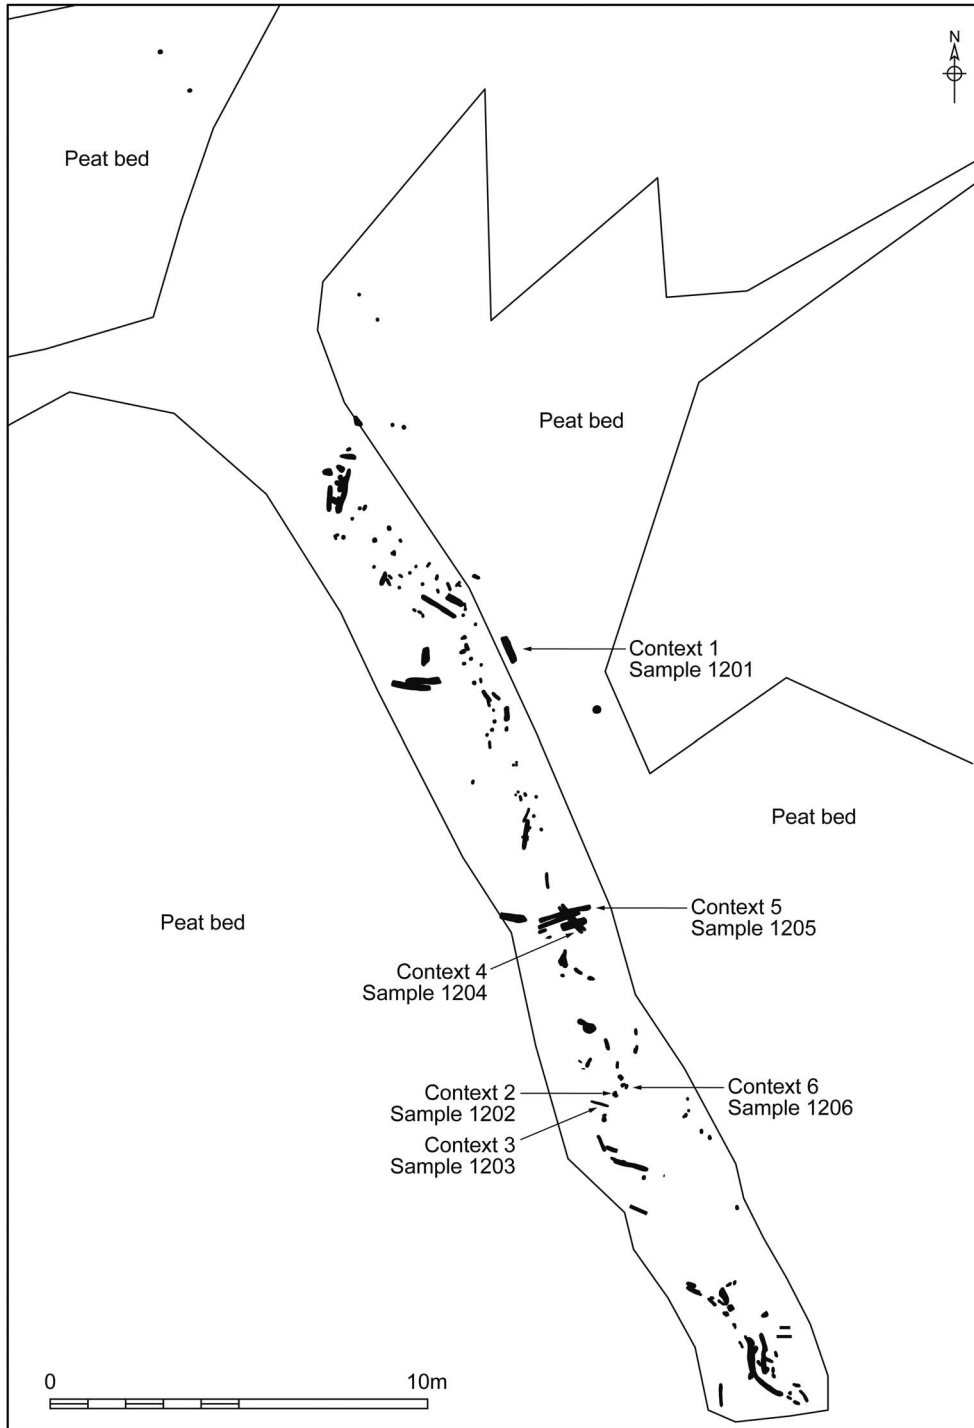 N
Peat bed
Peat bed
Context 1
Sample 1201
Peat bed
Peat bed
Context 5
Sample 1205
Context 4
Sample 1204
Context 2
Sample 1202
Context 6
Sample 1206
Context 3
Sample 1203
0
10m